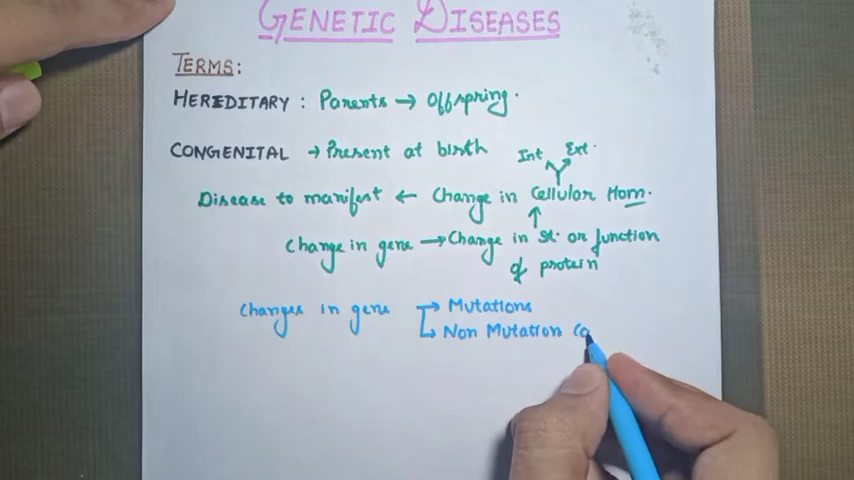 GENETIC DISEASES
TERMS:
HEREDITARY : Parents → Offspring.
CONGENITAL → Present at birth
Int Ext.
Disease to manifest ← Change in Cellular Hom.
Change in gene → Change in St. or function
of protein
Changes in gene → Mutations
→ Non Mutation (a